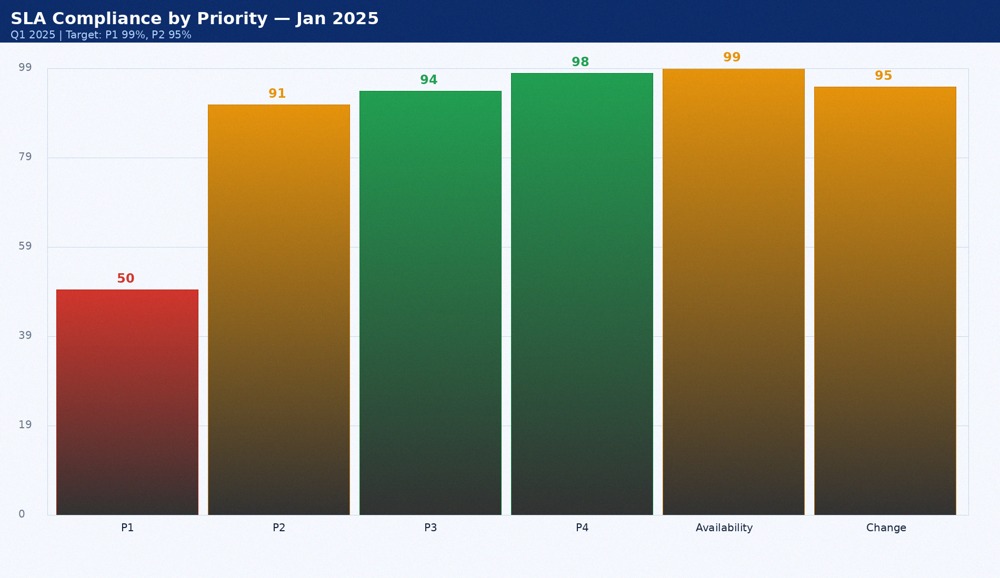 SLA Compliance by Priority — Jan 2025
Q1 2025 | Target: P1 99%, P2 95%
99
79
59
39
19
0
50
91
94
98
99
95
P1
P2
P3
P4
Availability
Change